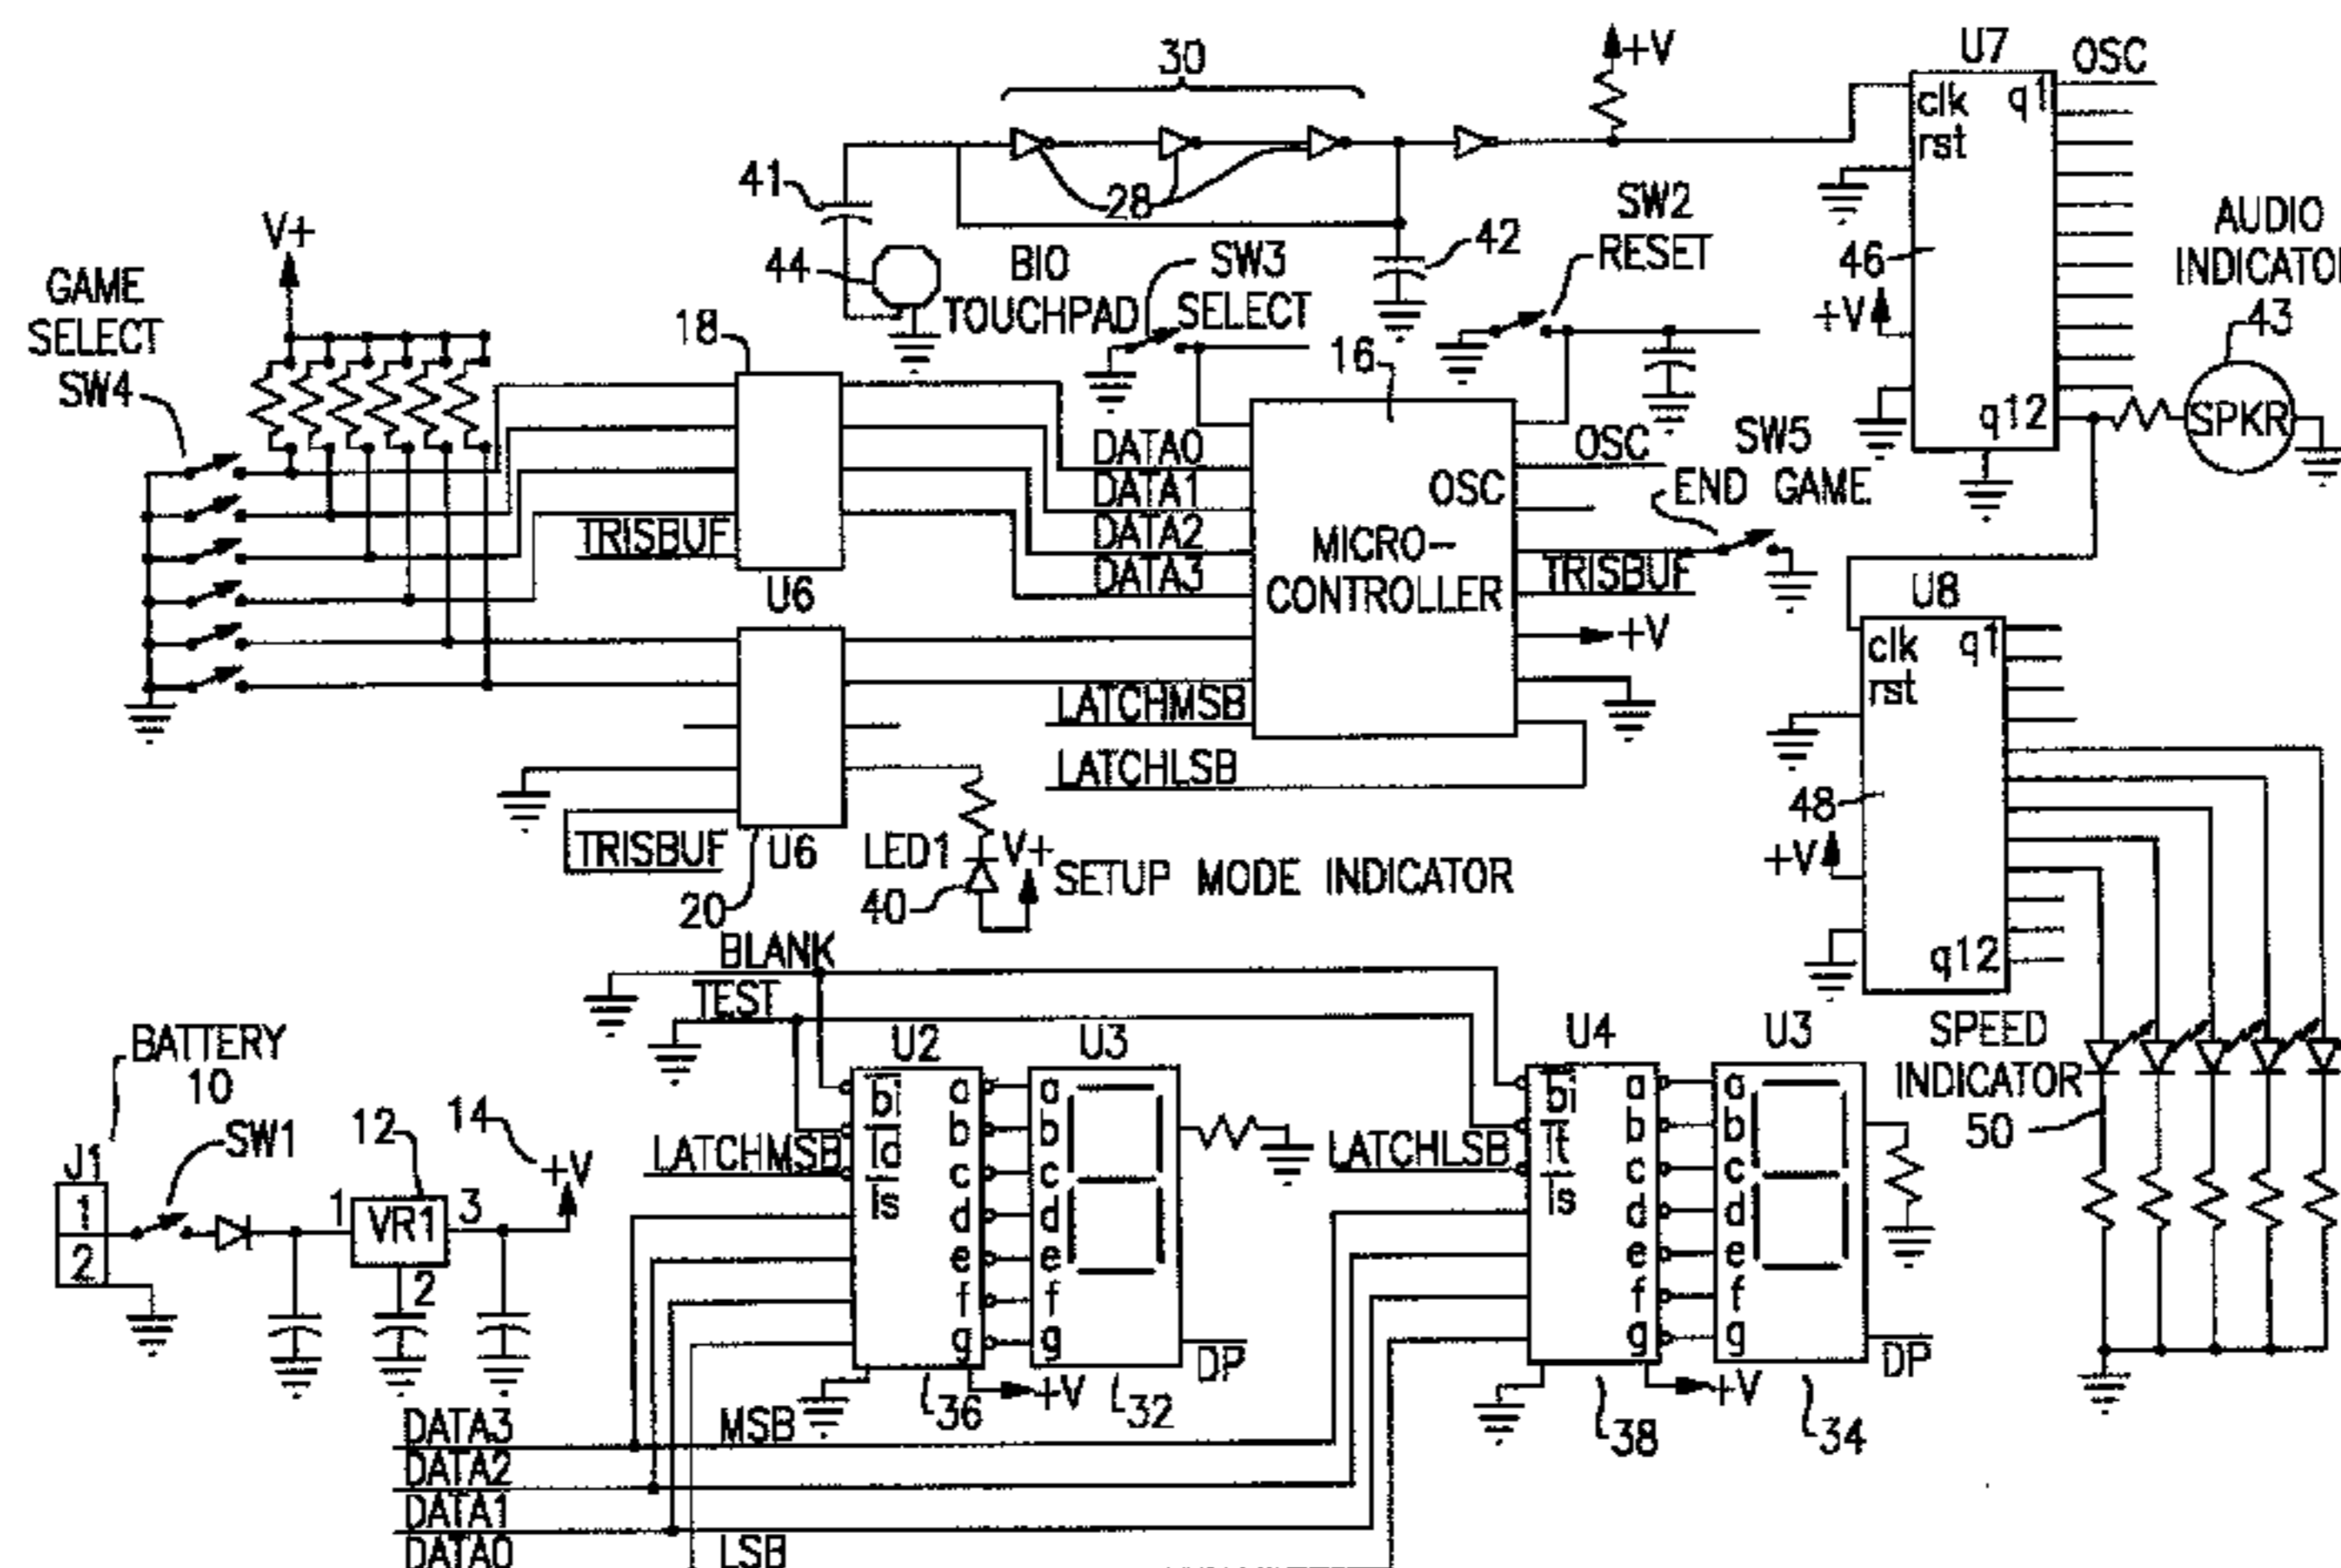 30
+V
U7
OSC
clk
q1
rst
41
28
SW2
RESET
AUDIO
INDICATOR
43
V+
44
BIO
TOUCHPAD
SW3
SELECT
42
46
+V
GAME
SELECT
SW4
18
16
q12
SPKR
DATA0
DATA1
DATA2
DATA3
OSC
OSC
SW5
END GAME
MICRO-
CONTROLLER
TRISBUF
TRISBUF
U6
U8
+V
clk
q1
rst
LATCHMSB
LATCHLSB
48
+V
TRISBUF
U6
LED1
V+
SETUP MODE INDICATOR
20
40
q12
BLANK
TEST
BATTERY
10
U2
U3
U4
U3
SPEED
INDICATOR
50
bi
a
a
bi
a
a
SW1
12
14
+V
b
b
lt
b
b
LATCHMSB
c
c
LATCHLSB
c
c
J1
ls
ls
1
1
VR1
3
d
d
d
d
2
2
e
e
e
e
f
f
f
f
g
g
g
g
DP
DP
36
+V
32
38
+V
34
DATA3
MSB
DATA2
DATA1
DATA0
LSB